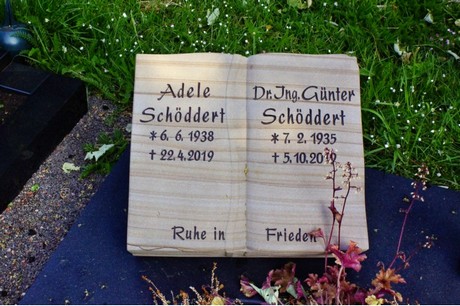 Adele
Schöddert
* 6. 6. 1938
† 22.4.2019
Ruhe in
Dr. Ing. Günter
Schöddert
* 7. 2. 1935
† 5.10.
Frieden